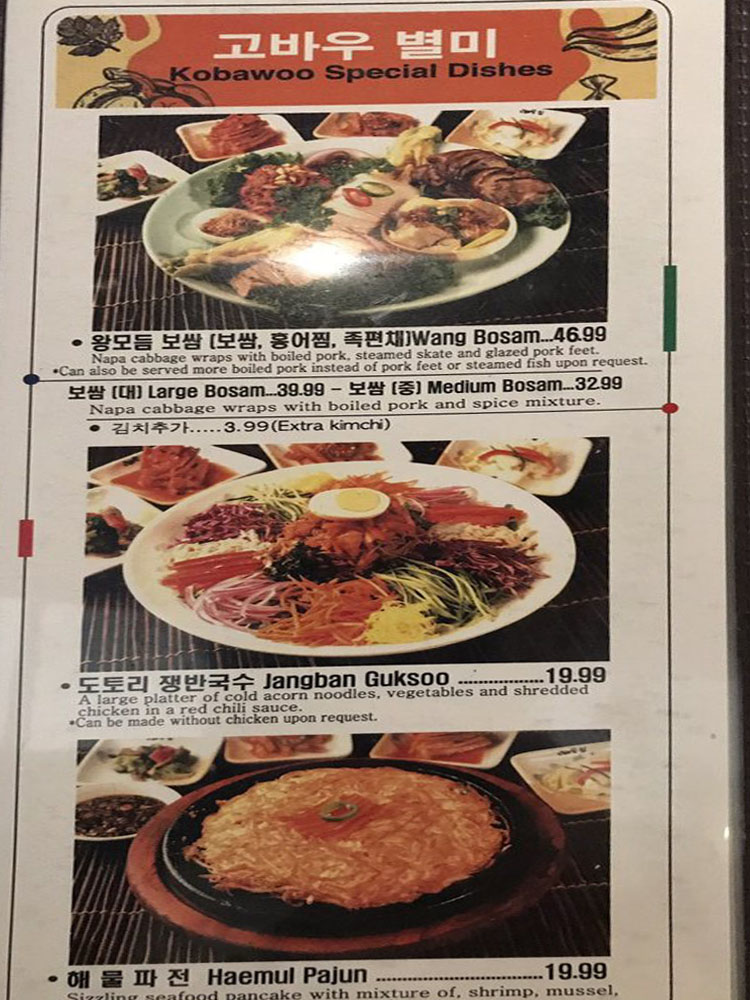 고바우 별미
Kobawoo Special Dishes
• 왕모듬 보쌈 (보쌈, 홍어찜, 족편채)Wang Bosam...46.99
Napa cabbage wraps with boiled pork, steamed skate and glazed pork feet.
*Can also be served more boiled pork instead of pork feet or steamed fish upon request.
보쌈 (대) Large Bosam...39.99 - 보쌈 (중) Medium Bosam...32.99
Napa cabbage wraps with boiled pork and spice mixture.
• 김치추가.....3.99(Extra kimchi)
• 도토리 쟁반국수 Jangban Guksoo .................19.99
A large platter of cold acorn noodles, vegetables and shredded
chicken in a red chili sauce.
*Can be made without chicken upon request.
• 해 물 파 전 Haemul Pajun .................................19.99
Sizzling seafood pancake with mixture of, shrimp, mussel,